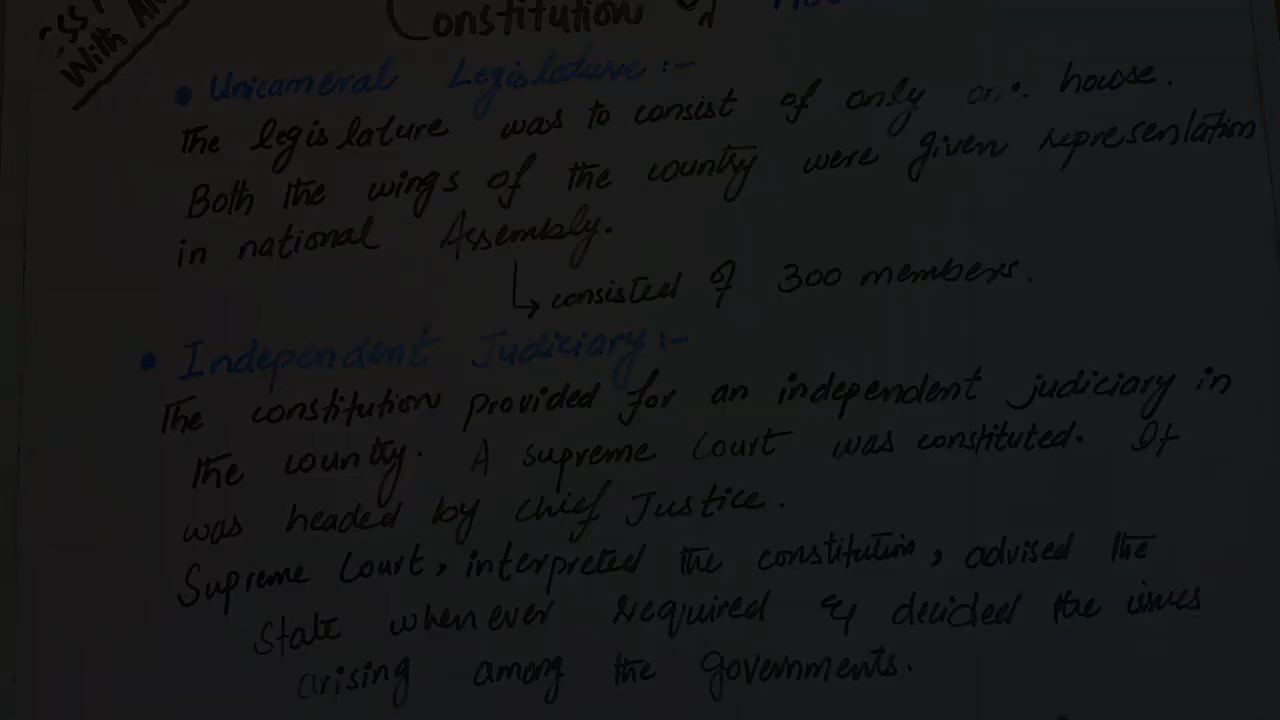 With
Constitution of
• Unicameral Legislature :-
The legislature was to consist of only one house.
Both the wings of the country were given representation
in national Assembly.
↳ consisted of 300 members.
• Independent Judiciary :-
The constitution provided for an independent judiciary in
the country. A supreme Court was constituted. It
was headed by Chief Justice.
Supreme Court, interpreted the constitution, advised the
State whenever required & decided the issues
arising among the governments.